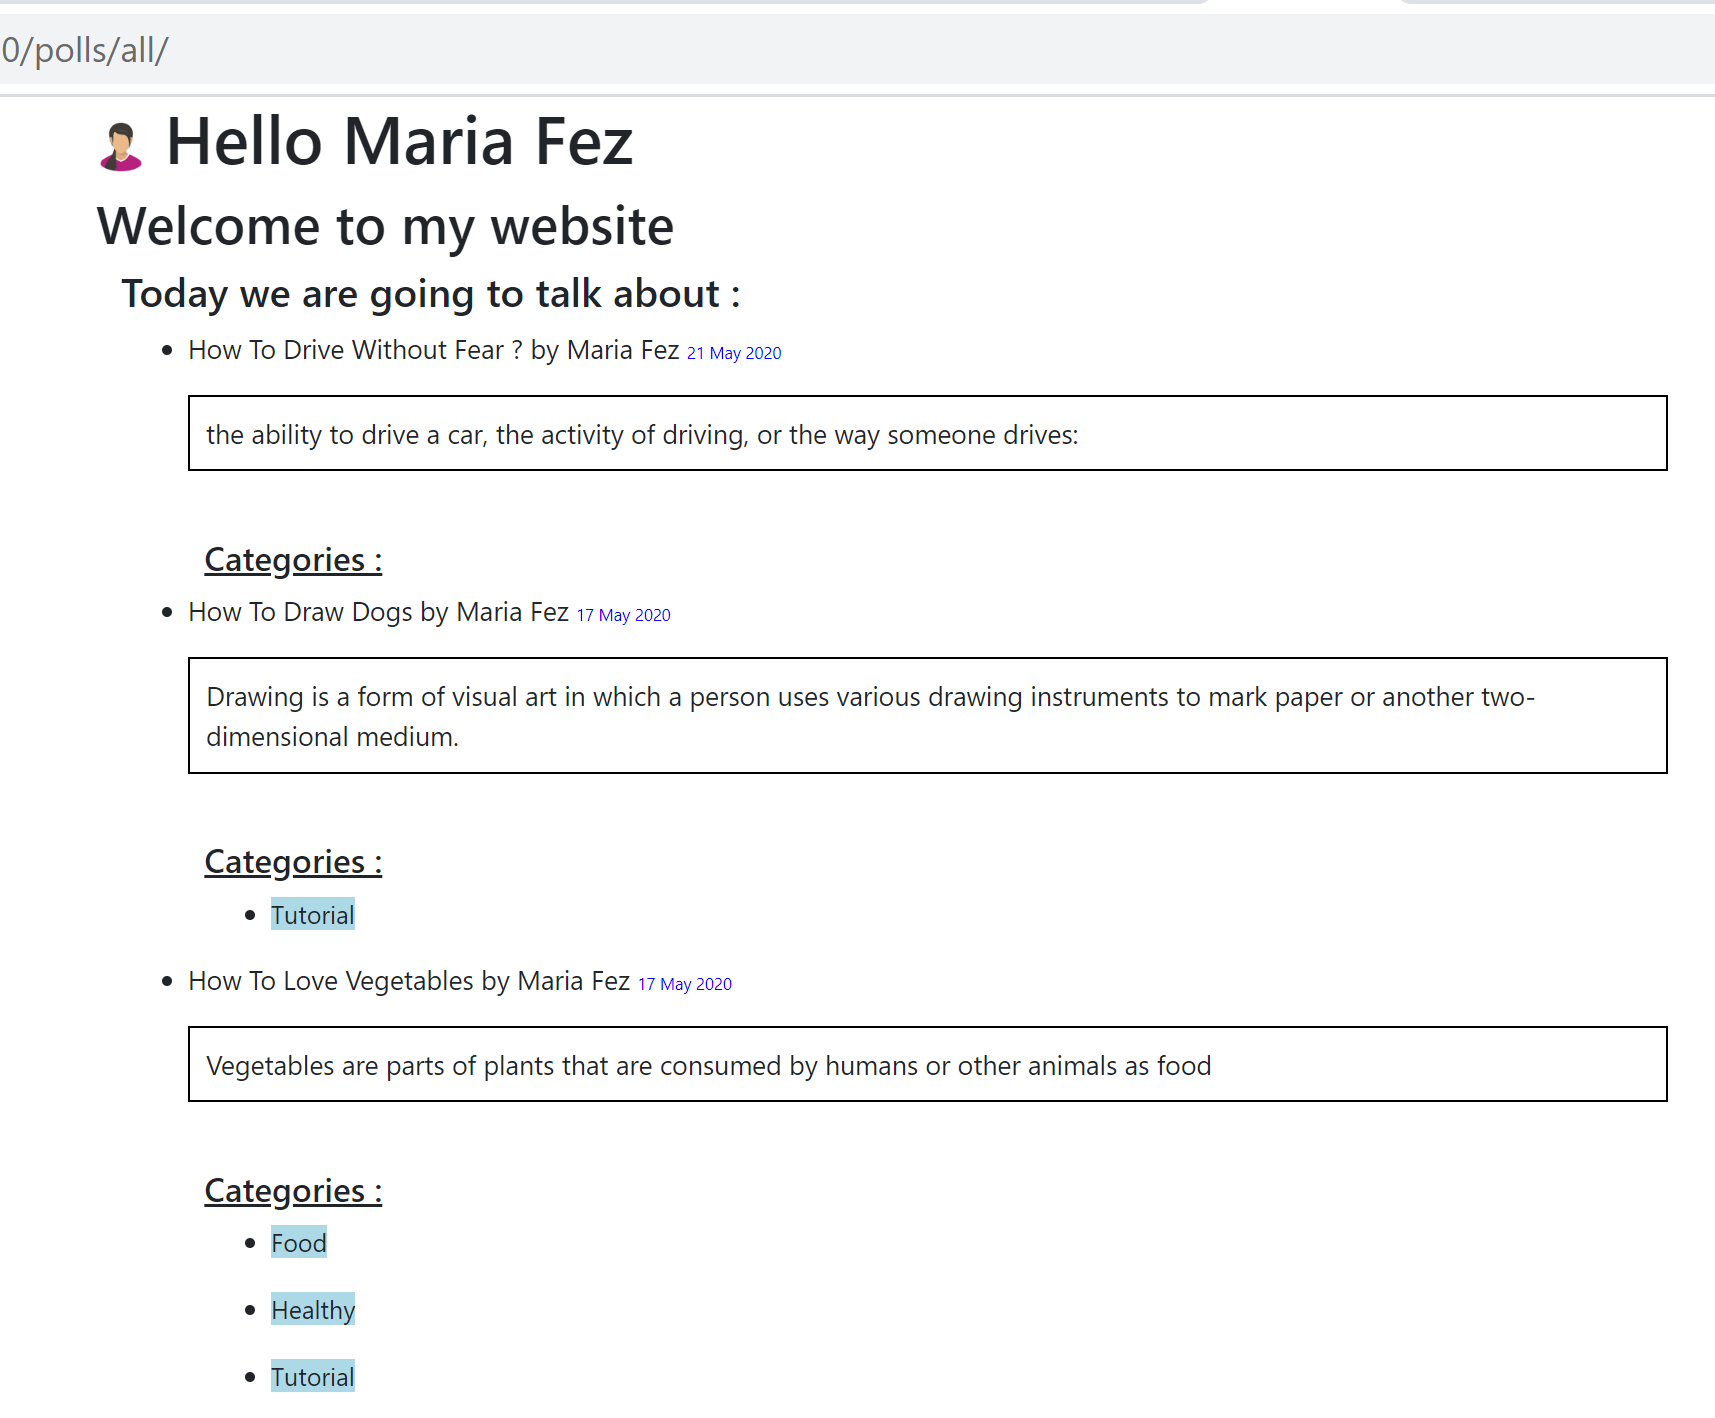 0/polls/all/
Hello Maria Fez
Welcome to my website
Today we are going to talk about :
How To Drive Without Fear ? by Maria Fez 21 May 2020
the ability to drive a car, the activity of driving, or the way someone drives:
Categories :
How To Draw Dogs by Maria Fez 17 May 2020
Drawing is a form of visual art in which a person uses various drawing instruments to mark paper or another two-
dimensional medium.
Categories :
Tutorial
How To Love Vegetables by Maria Fez 17 May 2020
Vegetables are parts of plants that are consumed by humans or other animals as food
Categories :
Food
Healthy
Tutorial